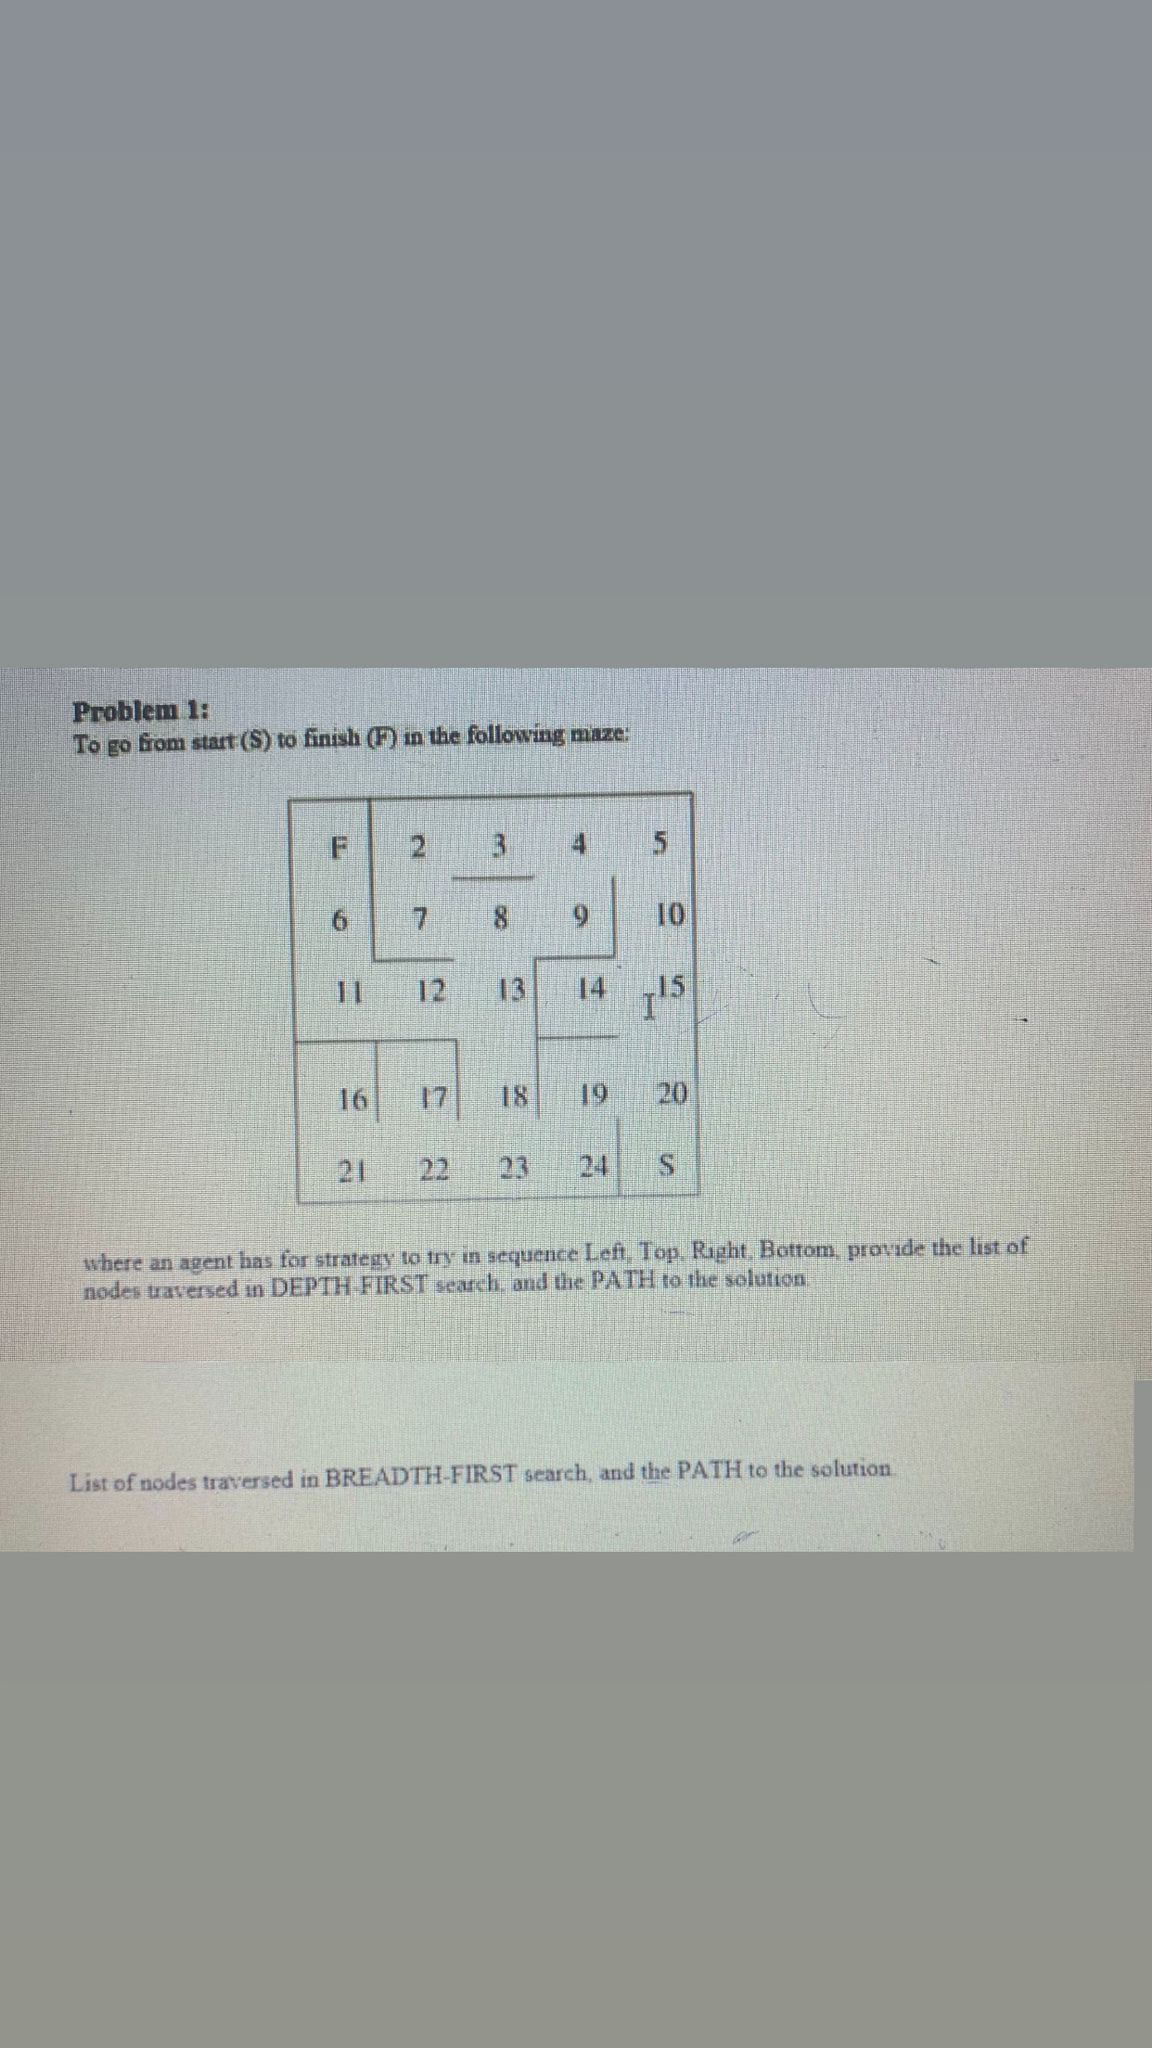 Problem 1:
To go from start (S) to finish (F) in the following maze:
F 2 3 4 5
6 7 8 9 10
11 12 13 14 15
16 17 18 19 20
21 22 23 24 S
where an agent has for strategy to try in sequence Left, Top, Right, Bottom, provide the list of
nodes traversed in DEPTH-FIRST search, and the PATH to the solution.
List of nodes traversed in BREADTH-FIRST search, and the PATH to the solution.